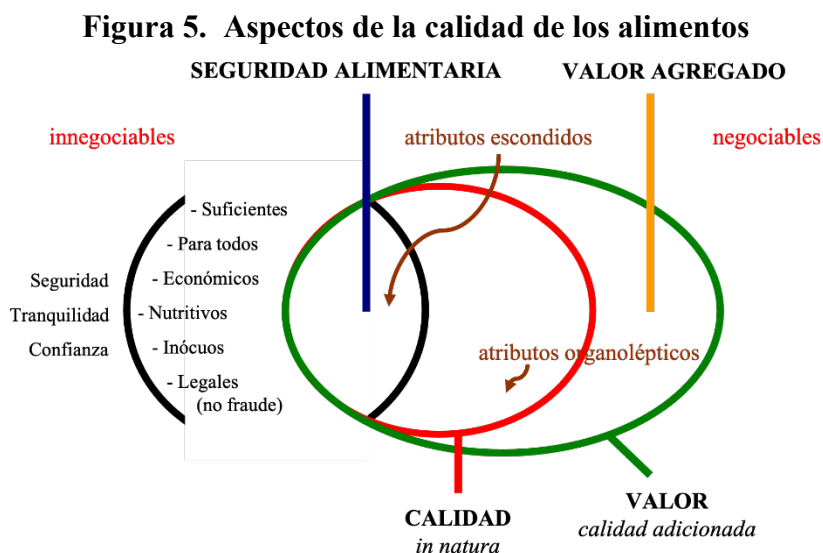 Figura 5.  Aspectos de la calidad de los alimentos
SEGURIDAD ALIMENTARIA
VALOR AGREGADO
innegociables
atributos escondidos
negociables
- Suficientes
- Para todos
- Económicos
- Nutritivos
- Inócuos
- Legales
(no fraude)
Seguridad
Tranquilidad
Confianza
atributos organolépticos
CALIDAD
in natura
VALOR
calidad adicionada